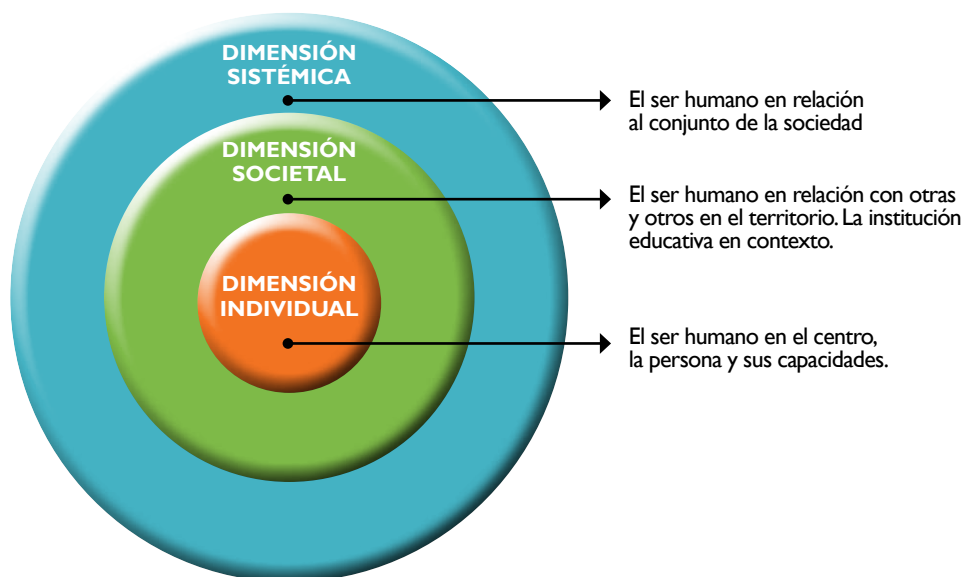 DIMENSIÓN
SISTÉMICA
El ser humano en relación
al conjunto de la sociedad
DIMENSIÓN
SOCIETAL
El ser humano en relación con otras
y otros en el territorio. La institución
educativa en contexto.
DIMENSIÓN
INDIVIDUAL
El ser humano en el centro,
la persona y sus capacidades.